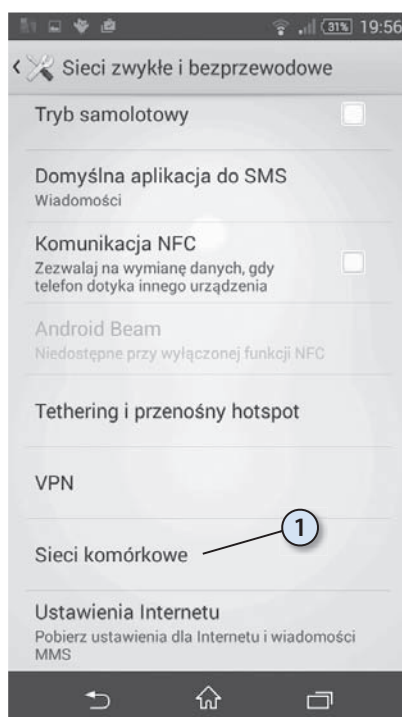 31% 19:56
Sieci zwykłe i bezprzewodowe
Tryb samolotowy
Domyślna aplikacja do SMS
Wiadomości
Komunikacja NFC
Zezwalaj na wymianę danych, gdy
telefon dotyka innego urządzenia
Android Beam
Niedostępne przy wyłączonej funkcji NFC
Tethering i przenośny hotspot
VPN
1
Sieci komórkowe
Ustawienia Internetu
Pobierz ustawienia dla Internetu i wiadomości
MMS